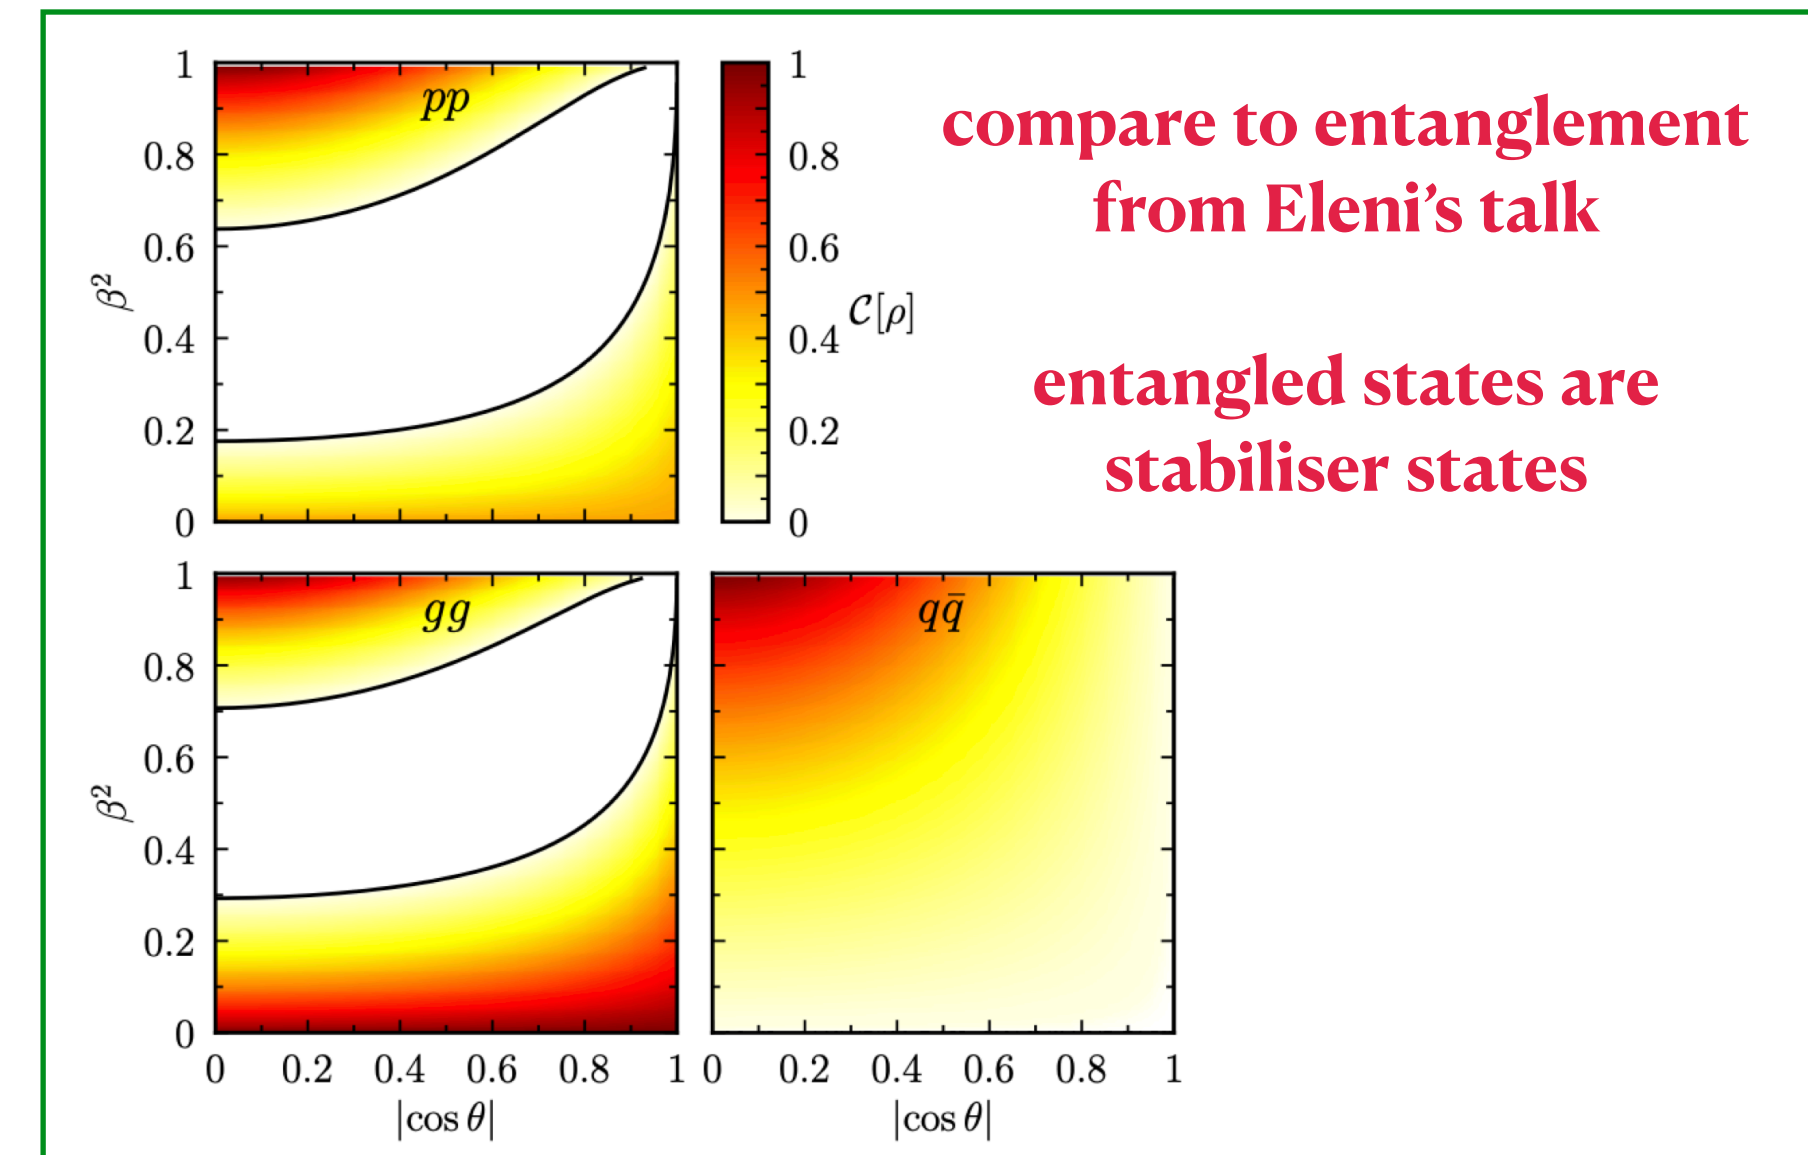 compare to entanglement
from Eleni’s talk
entangled states are
stabiliser states
pp
1
0.8
0.6
0.4
0.2
0
β²
1
0.8
0.6
0.4
0.2
0
𝒞[ρ]
gg
1
0.8
0.6
0.4
0.2
0
β²
0 0.2 0.4 0.6 0.8 1
|cos θ|
qq̄
0 0.2 0.4 0.6 0.8 1
|cos θ|